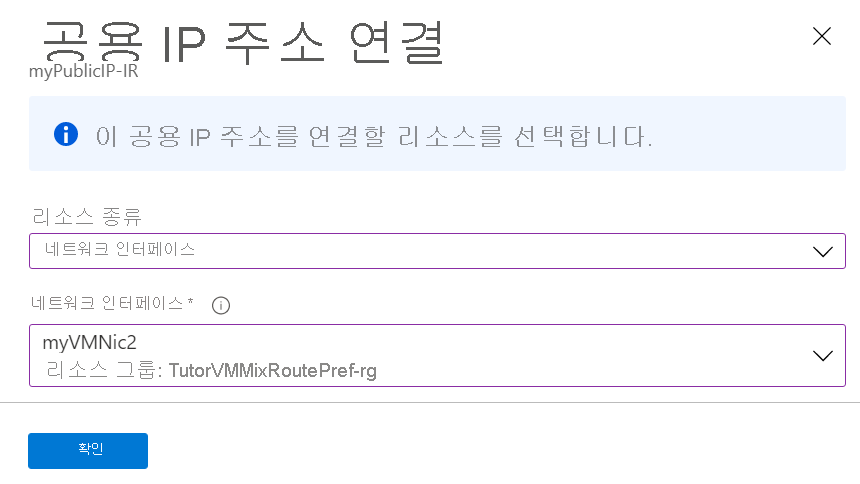 공용 IP 주소 연결
myPublicIP-IR
이 공용 IP 주소를 연결할 리소스를 선택합니다.
리소스 종류
네트워크 인터페이스
네트워크 인터페이스 *
myVMNic2
리소스 그룹: TutorVMMixRoutePref-rg
확인